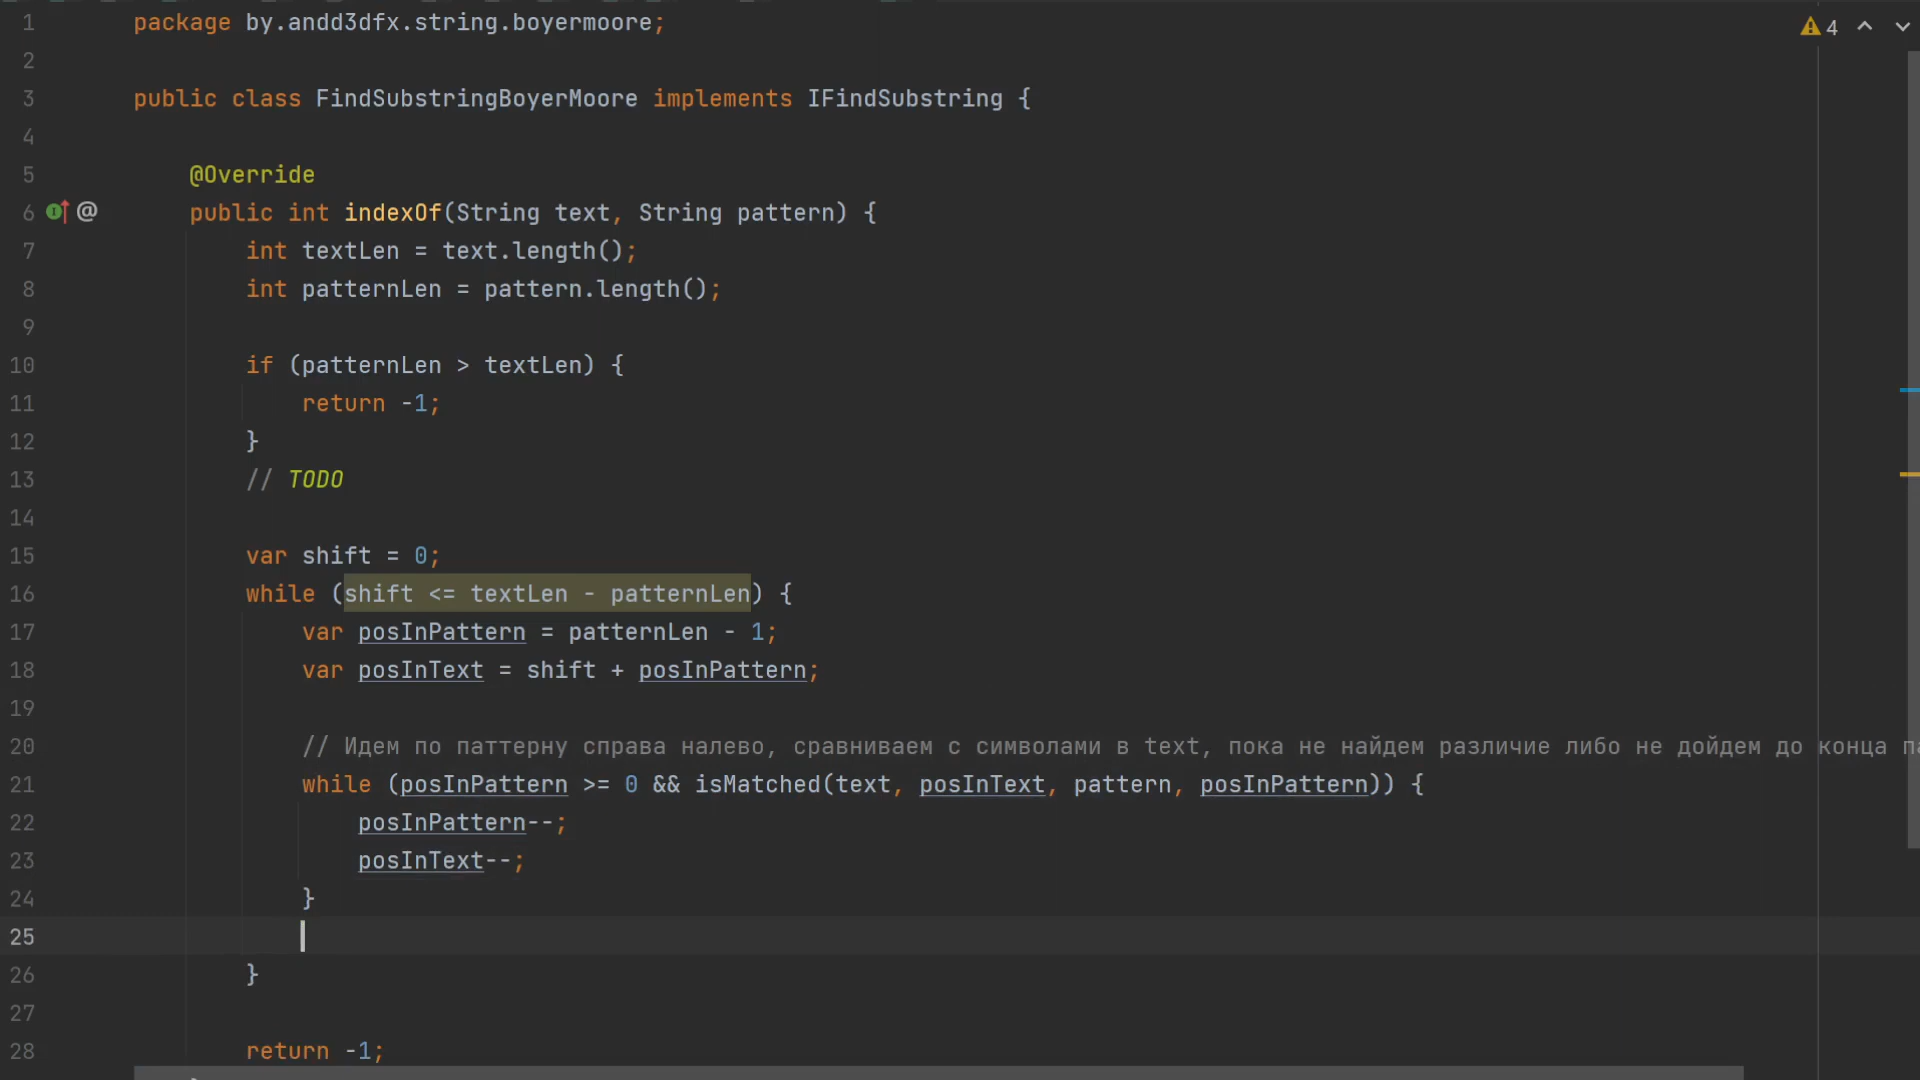 1 package by.andd3dfx.string.boyermoore;
4
2
3 public class FindSubstringBoyerMoore implements IFindSubstring {
4
5 @Override
6 @ public int indexOf(String text, String pattern) {
7 int textLen = text.length();
8 int patternLen = pattern.length();
9
10 if (patternLen > textLen) {
11 return -1;
12 }
13 // TODO
14
15 var shift = 0;
16 while (shift <= textLen - patternLen) {
17 var posInPattern = patternLen - 1;
18 var posInText = shift + posInPattern;
19
20 // Идем по паттерну справа налево, сравниваем с символами в text, пока не найдем различие либо не дойдем до конца
21 while (posInPattern >= 0 && isMatched(text, posInText, pattern, posInPattern)) {
22 posInPattern--;
23 posInText--;
24 }
25
26 }
27
28 return -1;